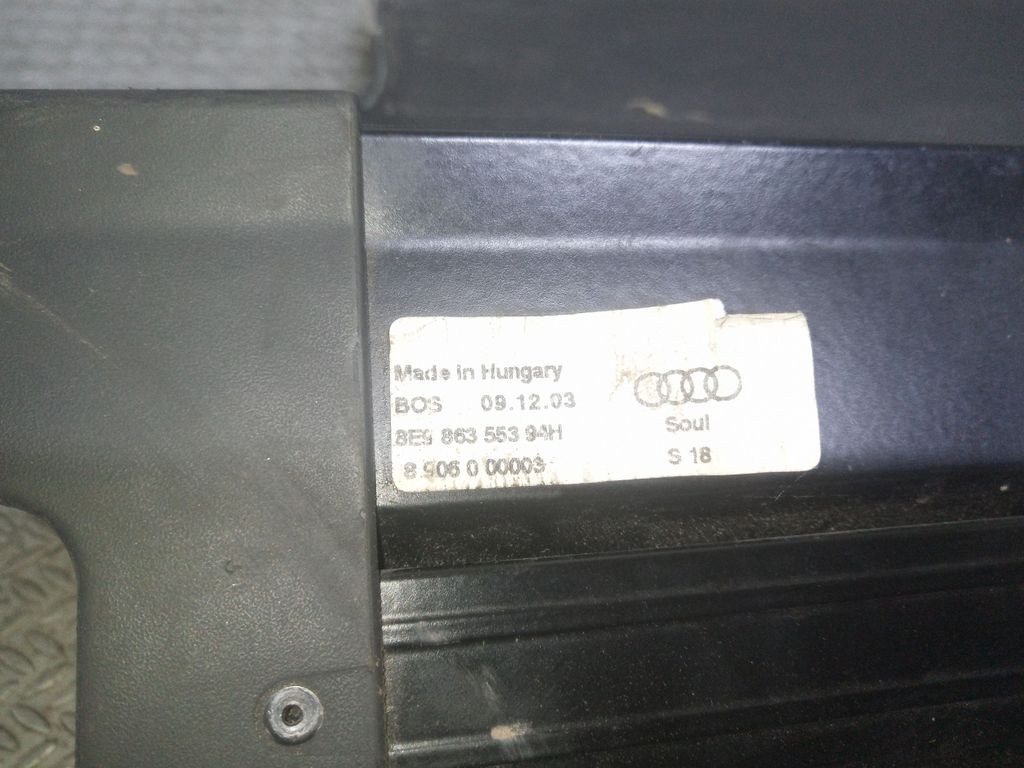 Made in Hungary
BOS 09.12.03
8E9 863 553 94H
8 906 0 00003
Soul
S 18